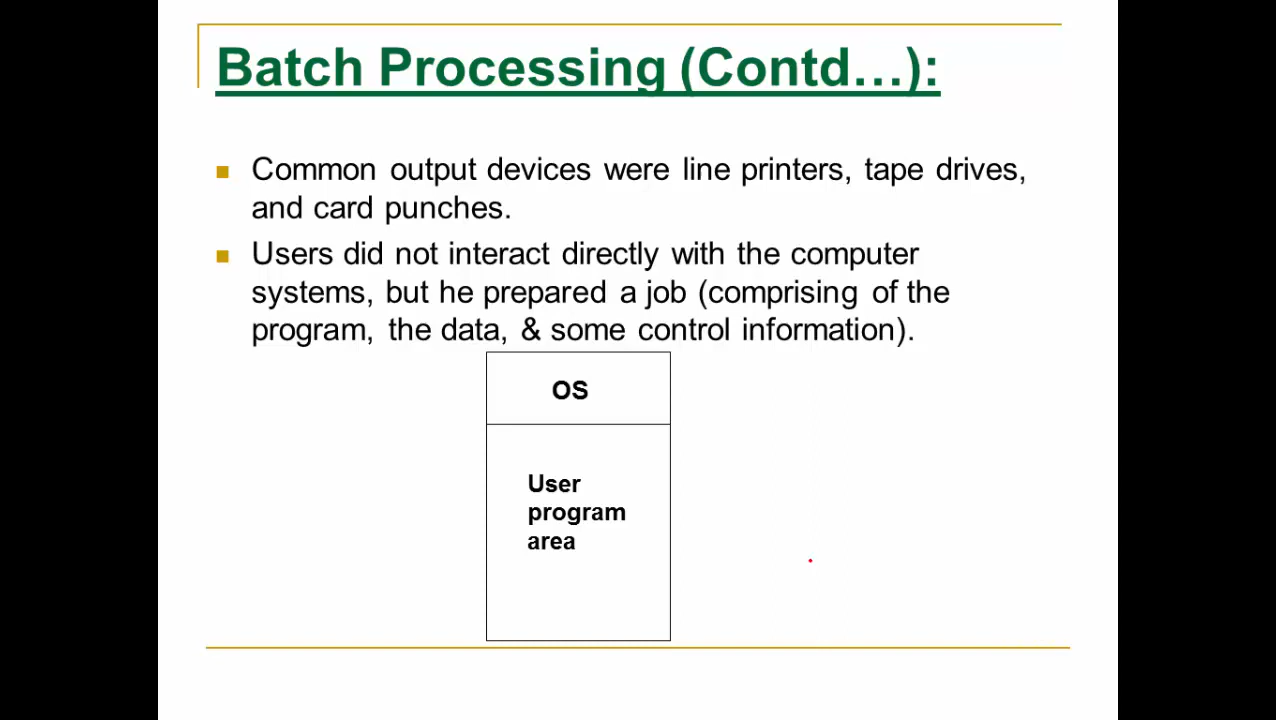 Batch Processing (Contd…):
Common output devices were line printers, tape drives,
and card punches.
Users did not interact directly with the computer
systems, but he prepared a job (comprising of the
program, the data, & some control information).
OS
User
program
area